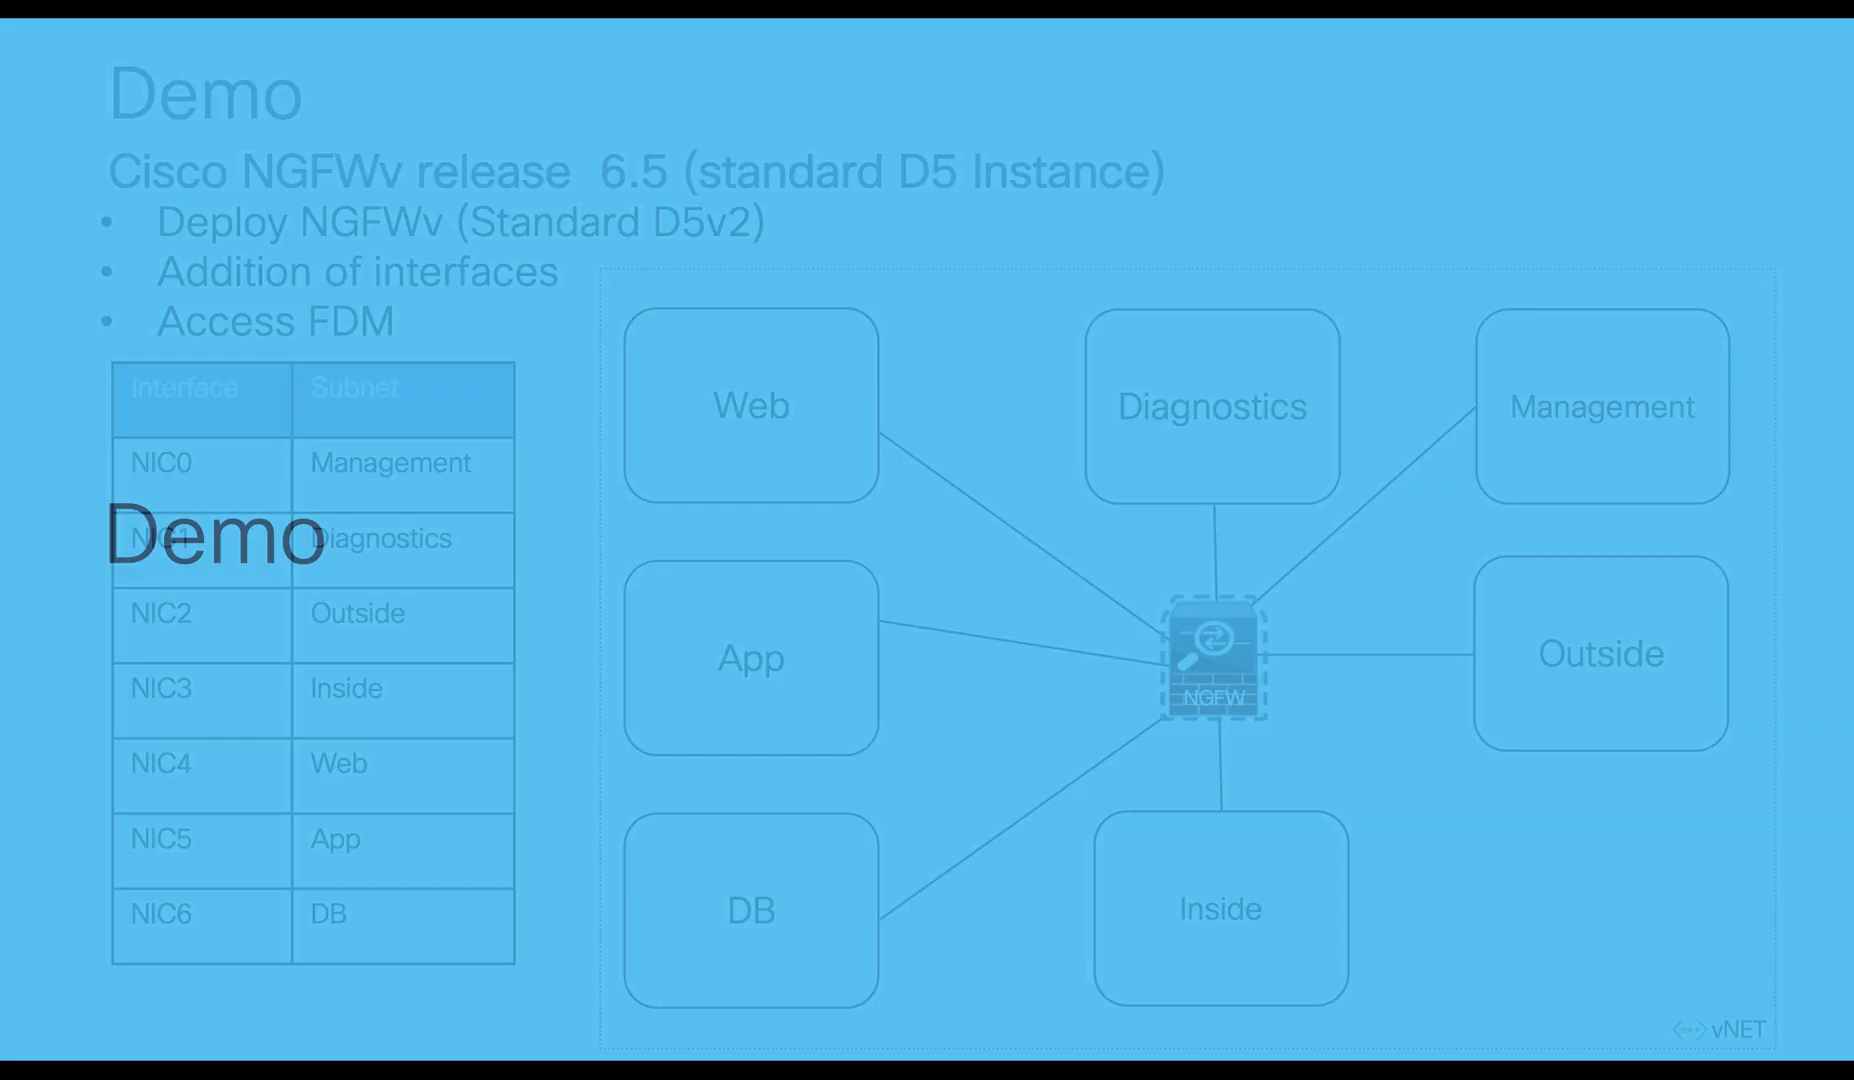 Demo
Cisco NGFWv release 6.5 (standard D5 Instance)
• Deploy NGFWv (Standard D5v2)
• Addition of interfaces
• Access FDM
Interface Subnet
NIC0 Management
NIC1 Diagnostics
NIC2 Outside
NIC3 Inside
NIC4 Web
NIC5 App
NIC6 DB
Demo
Web
Diagnostics
Management
App
NGFW
Outside
DB
Inside
vNET